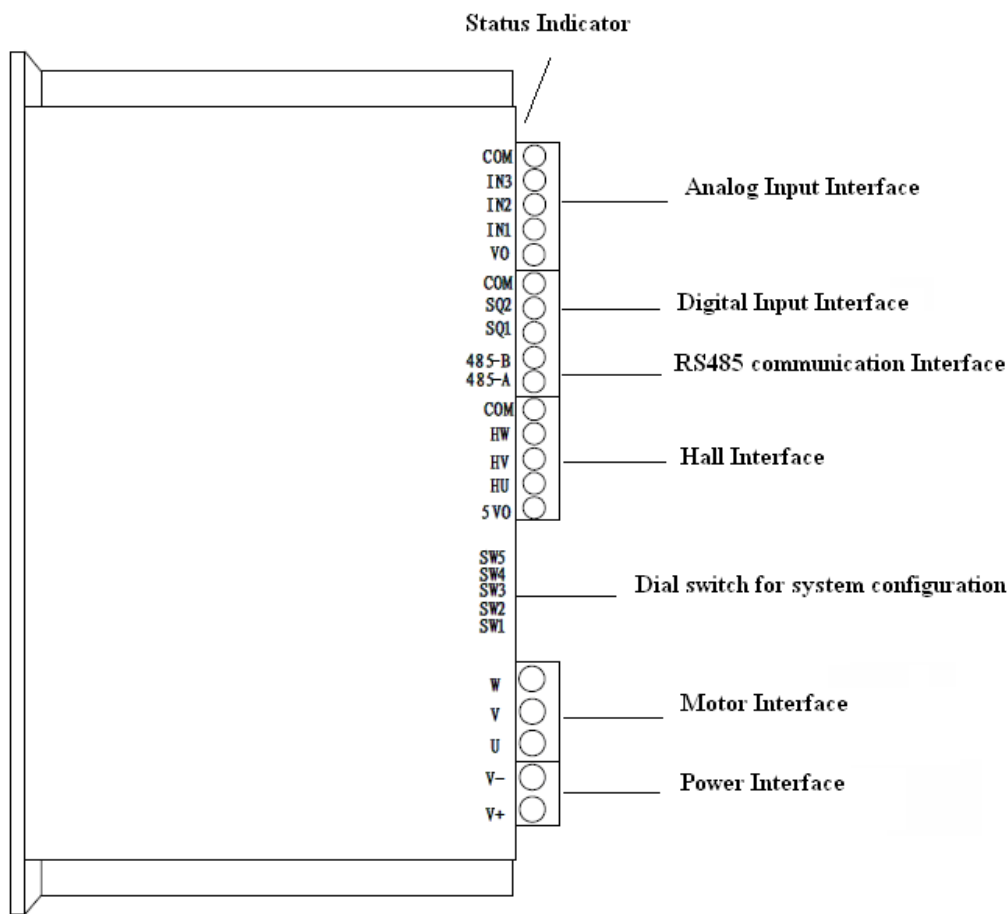 Status Indicator
COM
IN3
IN2
IN1
VO
Analog Input Interface
COM
SQ2
SQ1
Digital Input Interface
485-B
485-A
RS485 communication Interface
COM
HW
HV
HU
5VO
Hall Interface
SW5
SW4
SW3
SW2
SW1
Dial switch for system configuration
W
V
U
Motor Interface
V-
V+
Power Interface